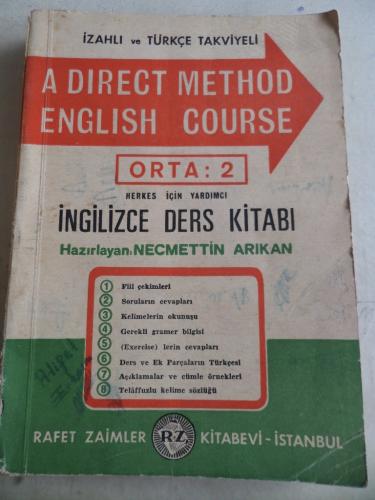 İZAHLI ve TÜRKÇE TAKVİYELİ
A DIRECT METHOD
ENGLISH COURSE
ORTA: 2
HERKES İÇİN YARDIMCI
İNGİLİZCE DERS KİTABI
Hazırlayan: NECMETTİN ARIKAN
1 Fiil çekimleri
2 Soruların cevapları
3 Kelimelerin okunuşu
4 Gerekli gramer bilgisi
5 (Exercise) lerin cevapları
6 Ders ve Ek Parçaların Türkçesi
7 Açıklamalar ve cümle örnekleri
8 Telâffuzlu kelime sözlüğü
RAFET ZAİMLER R-Z KİTABEVİ - İSTANBUL